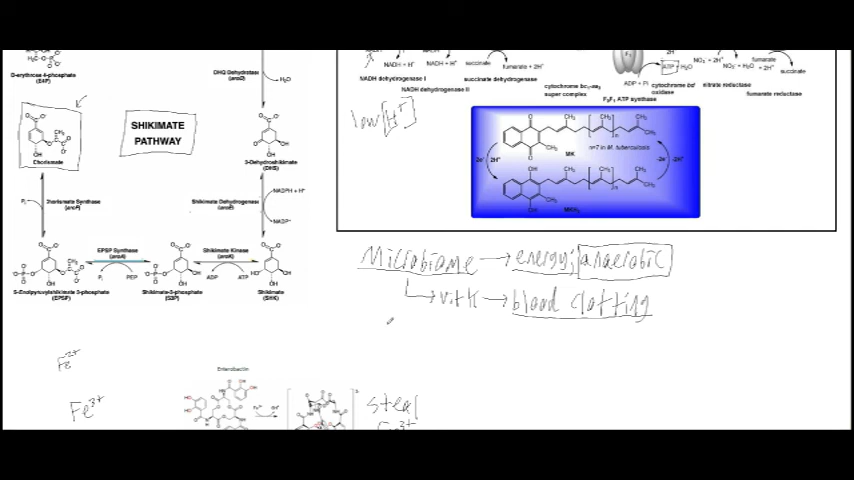 D-erythrose 4-phosphate
(E4P)
DHQ Dehydratase
(aroD)
H₂O
SHIKIMATE
PATHWAY
Chorismate
3-Dehydroshikimate
(DHS)
Pᵢ
Chorismate Synthase
(aroF)
Shikimate Dehydrogenase
(aroE)
NADPH + H⁺
NADP⁺
EPSP Synthase
(aroA)
Pᵢ
PEP
Shikimate Kinase
(aroK)
ADP
ATP
5-Enolpyruvylshikimate 3-phosphate
(EPSP)
Shikimate-3-phosphate
(S3P)
Shikimate
(SHK)
Fe²⁺
Fe³⁺
Enterobactin
steal
Fe³⁺
NADH + H⁺
NADH + H⁺
succinate
fumarate + 2H⁺
ATP + H₂O
ADP + Pi
NO₃⁻ + 2H⁺
NO₂⁻ + H₂O
fumarate
+ 2H⁺
succinate
NADH dehydrogenase I
NADH dehydrogenase II
succinate dehydrogenase
cytochrome bc₁-aa₃
super complex
F₀F₁ ATP synthase
cytochrome bd
oxidase
nitrate reductase
fumarate reductase
low [H⁺]
MK
n=7 in M. tuberculosis
2e⁻
2H⁺
-2e⁻
-2H⁺
MKH₂
Microbiome → energy; anaerobic
→ vit K → blood clotting